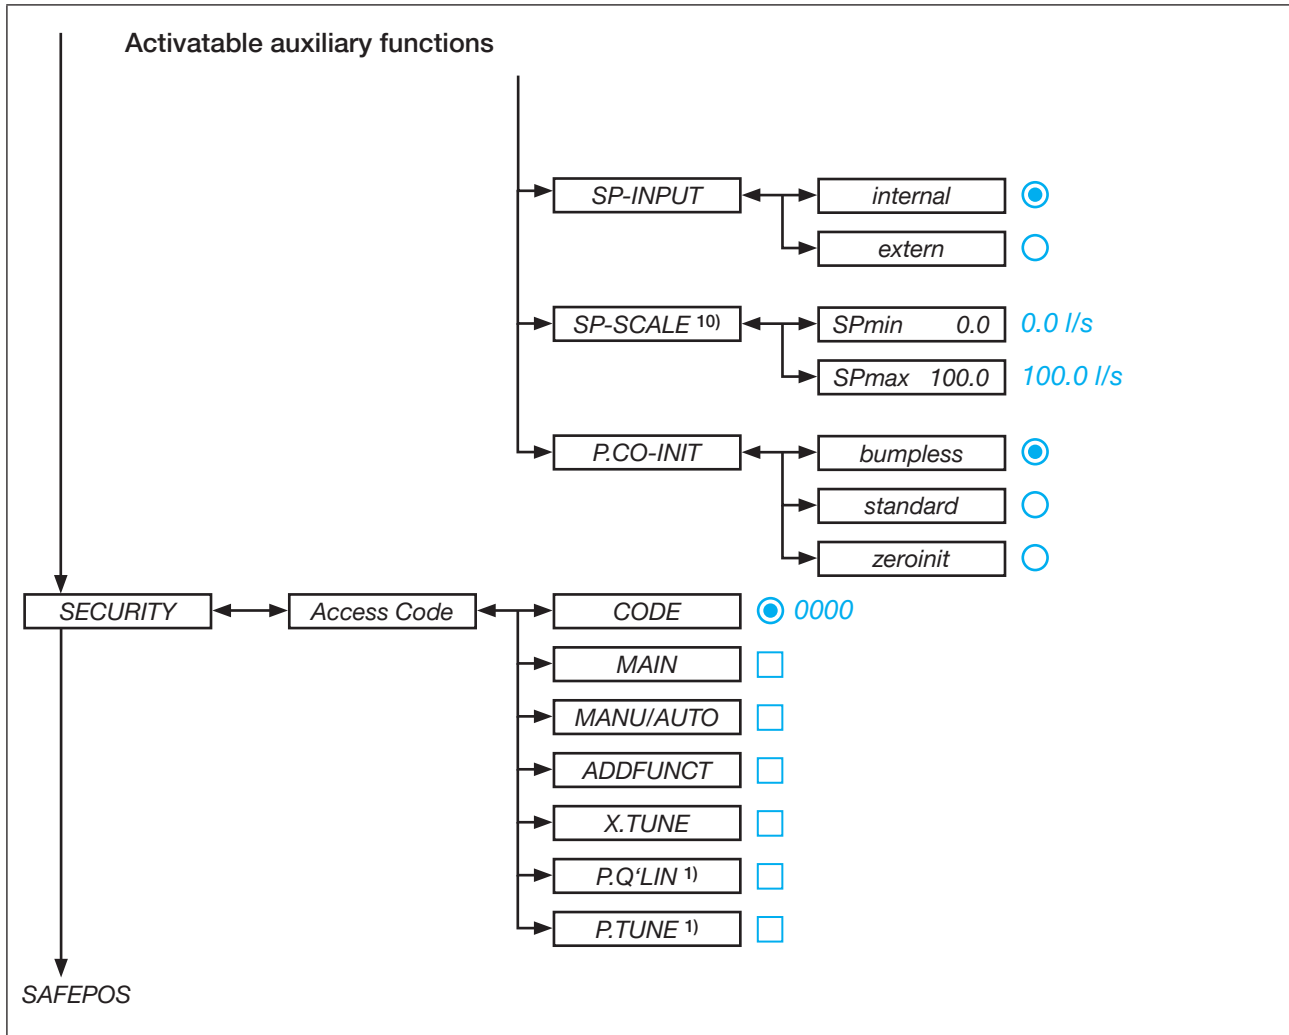 Activatable auxiliary functions
SP-INPUT internal
extern
SP-SCALE 10) SPmin 0.0 0.0 l/s
SPmax 100.0 100.0 l/s
P.CO-INIT bumpless
standard
zeroinit
SECURITY Access Code CODE 0000
MAIN
MANU/AUTO
ADDFUNCT
X.TUNE
P.Q‘LIN 1)
P.TUNE 1)
SAFEPOS